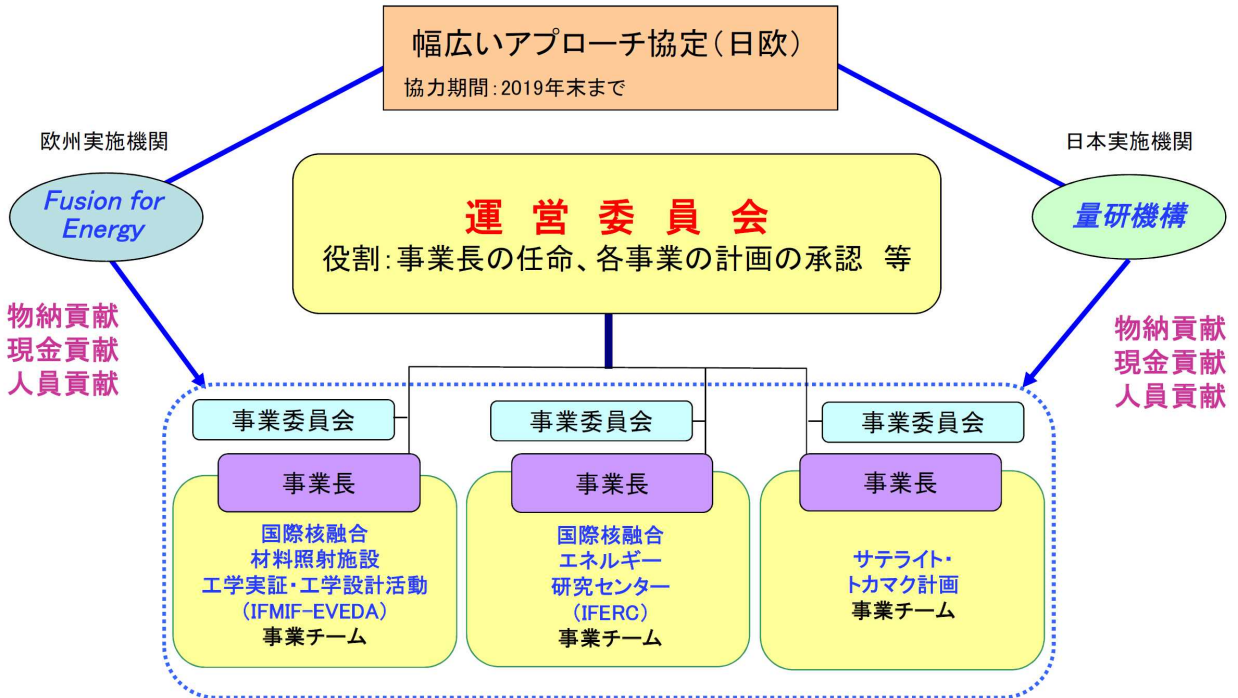 幅広いアプローチ協定(日欧)
協力期間:2019年末まで
欧州実施機関
日本実施機関
Fusion for
Energy
量研機構
運 営 委 員 会
役割:事業長の任命、各事業の計画の承認 等
物納貢献
現金貢献
人員貢献
物納貢献
現金貢献
人員貢献
事業委員会
事業委員会
事業委員会
事業長
事業長
事業長
国際核融合
材料照射施設
工学実証・工学設計活動
(IFMIF-EVEDA)
事業チーム
国際核融合
エネルギー
研究センター
(IFERC)
事業チーム
サテライト・
トカマク計画
事業チーム